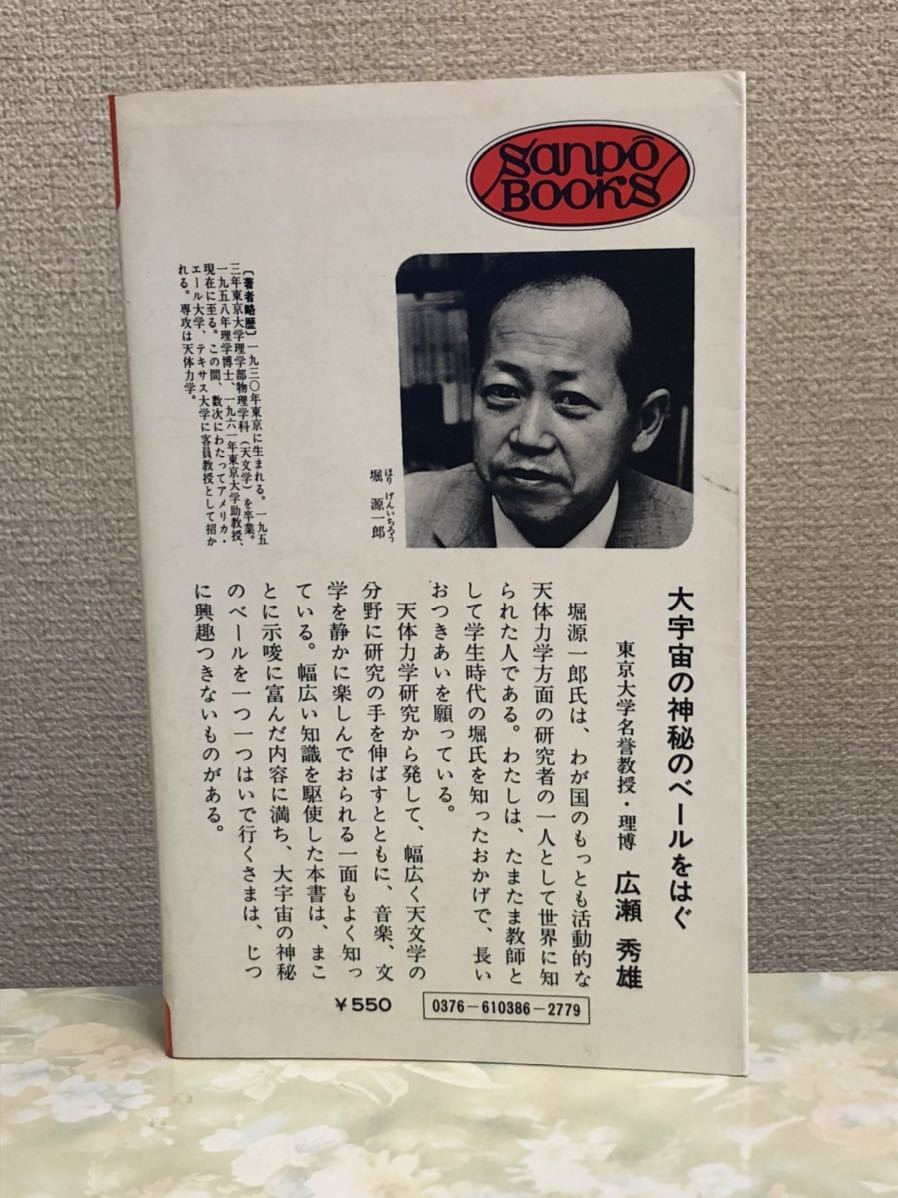 Sanpō
BOOKS
ほり げんいちろう
堀 源一郎
〔著者略歴〕一九三〇年東京に生まれる。一九五
三年東京大学理学部物理学科（天文学）を卒業。
一九五八年理学博士、一九六一年東京大学助教授、
現在に至る。この間、数次にわたってアメリカ・
エール大学、テキサス大学に客員教授として招か
れる。専攻は天体力学。
大宇宙の神秘のベールをはぐ
東京大学名誉教授・理博 広瀬 秀雄
堀源一郎氏は、わが国のもっとも活動的な
天体力学方面の研究者の一人として世界に知
られた人である。わたしは、たまたま教師と
して学生時代の堀氏を知ったおかげで、長い
おつきあいを願っている。
天体力学研究から発して、幅広く天文学の
分野に研究の手を伸ばすとともに、音楽、文
学を静かに楽しんでおられる一面もよく知っ
ている。幅広い知識を駆使した本書は、まこ
とに示唆に富んだ内容に満ち、大宇宙の神秘
のベールを一つ一つはいで行くさまは、じつ
に興趣つきないものがある。
¥550
0376-610386-2779